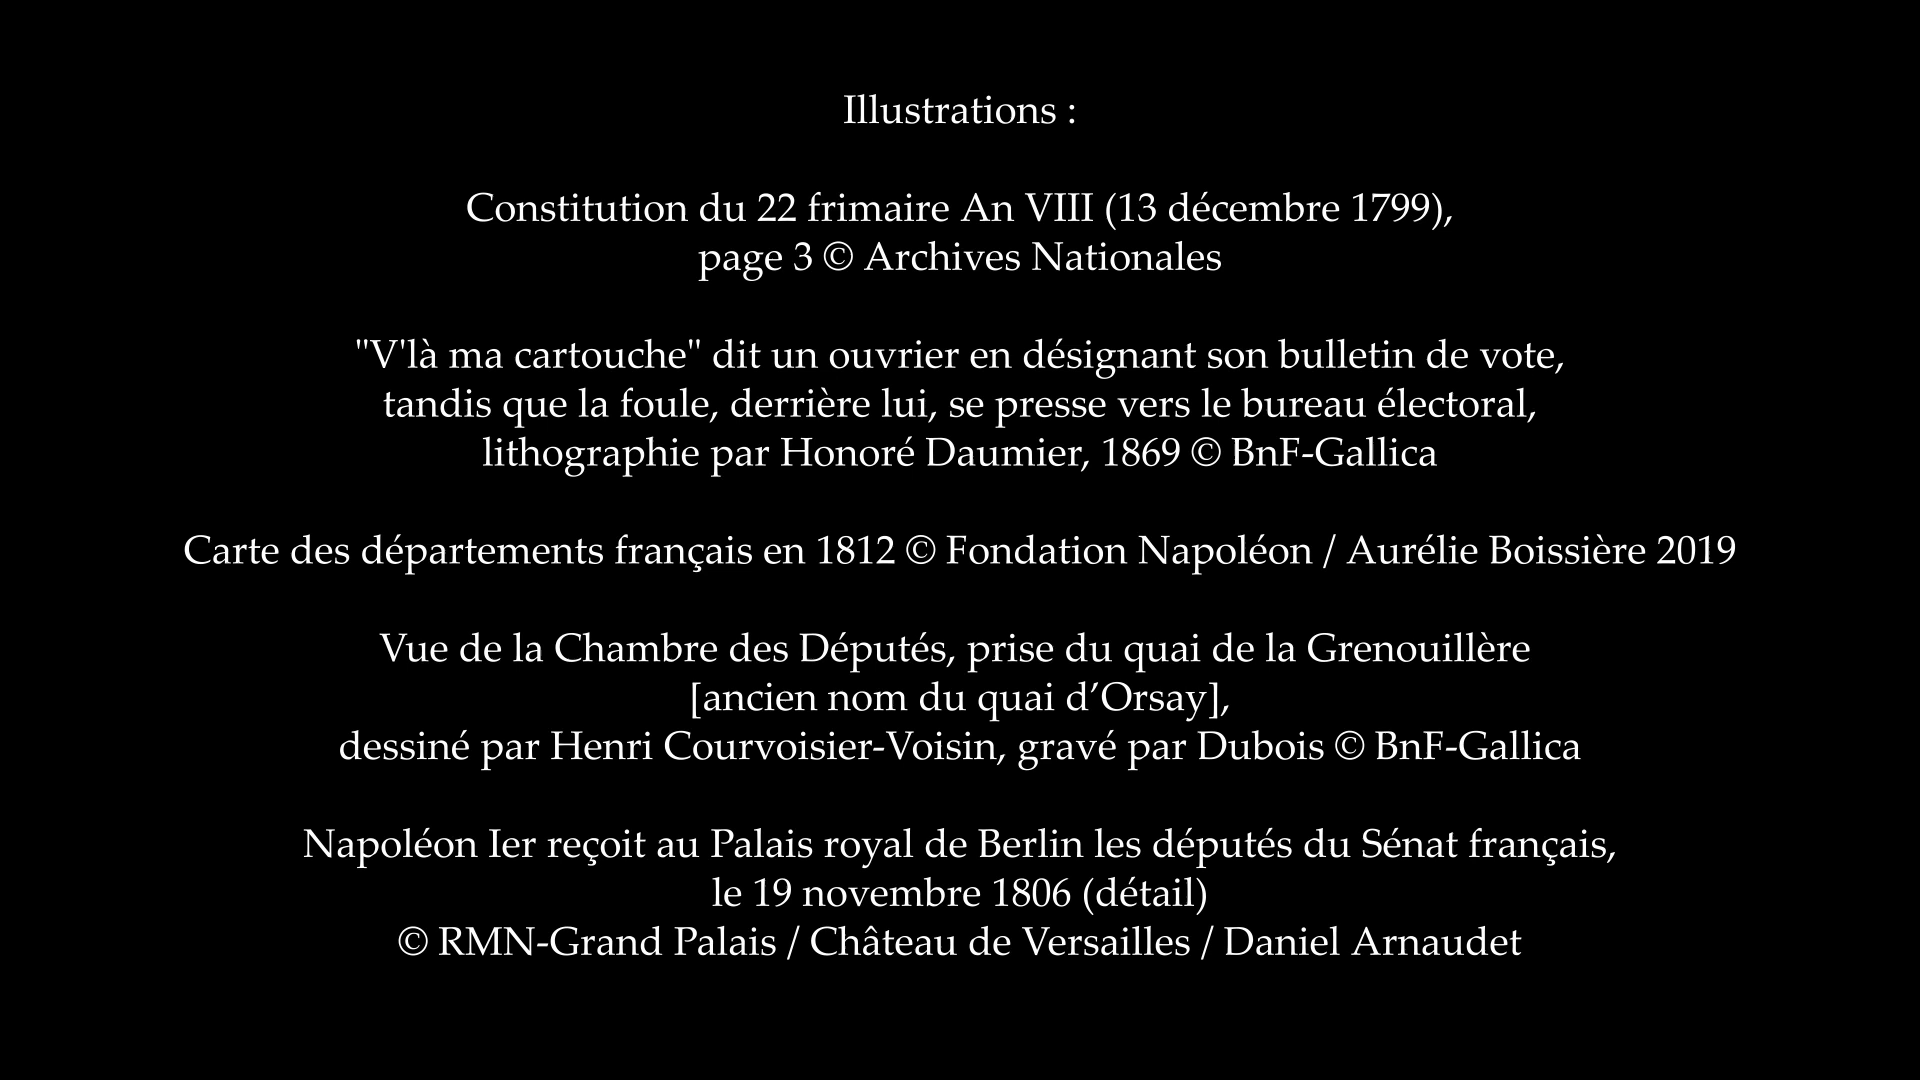 Illustrations :
Constitution du 22 frimaire An VIII (13 décembre 1799),
page 3 © Archives Nationales
"V'là ma cartouche" dit un ouvrier en désignant son bulletin de vote,
tandis que la foule, derrière lui, se presse vers le bureau électoral,
lithographie par Honoré Daumier, 1869 © BnF-Gallica
Carte des départements français en 1812 © Fondation Napoléon / Aurélie Boissière 2019
Vue de la Chambre des Députés, prise du quai de la Grenouillère
[ancien nom du quai d’Orsay],
dessiné par Henri Courvoisier-Voisin, gravé par Dubois © BnF-Gallica
Napoléon Ier reçoit au Palais royal de Berlin les députés du Sénat français,
le 19 novembre 1806 (détail)
© RMN-Grand Palais / Château de Versailles / Daniel Arnaudet